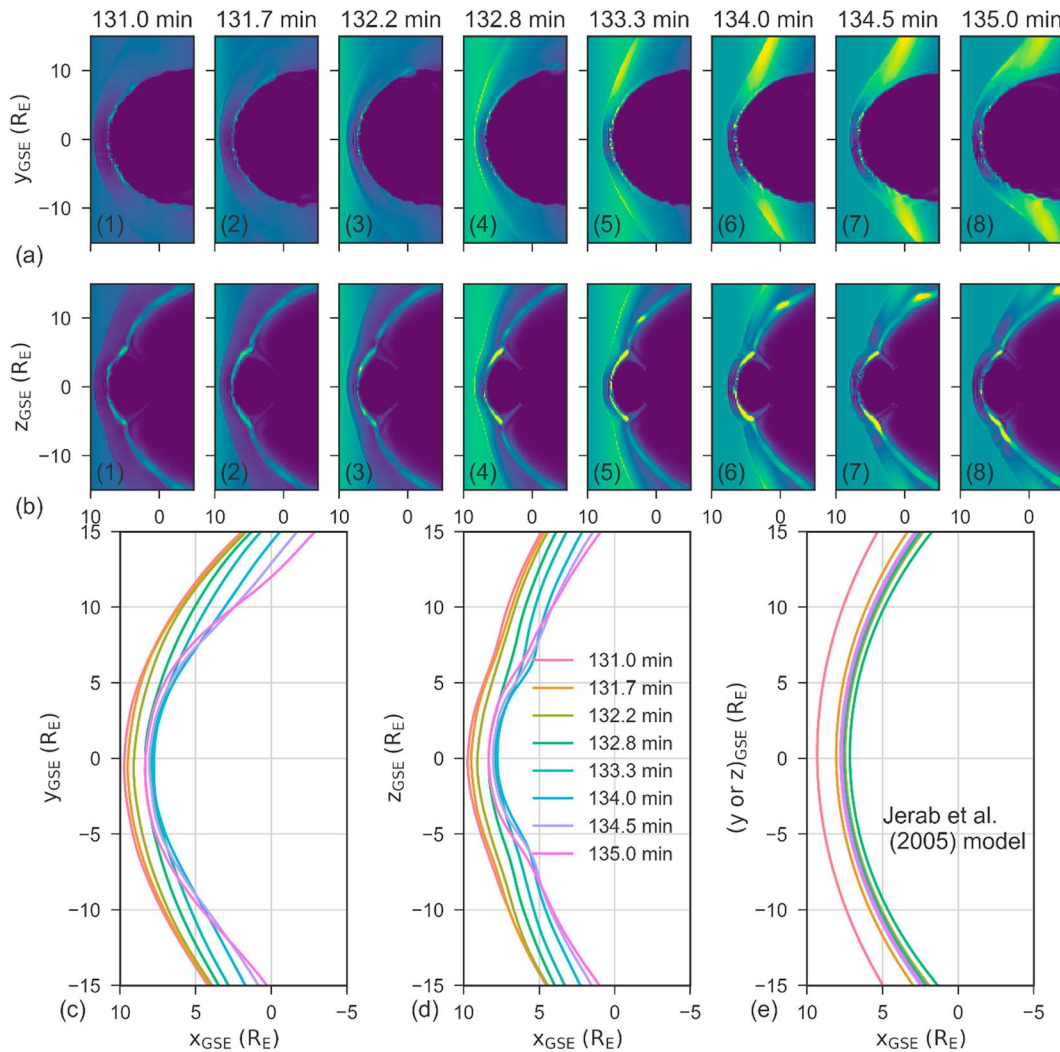 131.0 min 131.7 min 132.2 min 132.8 min 133.3 min 134.0 min 134.5 min 135.0 min
10
0
−10
y_GSE (R_E)
(1) (2) (3) (4) (5) (6) (7) (8)
(a)
10
0
−10
z_GSE (R_E)
(1) (2) (3) (4) (5) (6) (7) (8)
(b)
10 0 10 0 10 0 10 0 10 0 10 0 10 0 10 0
15
10
5
0
−5
−10
−15
y_GSE (R_E)
10 5 0 −5
(c)
x_GSE (R_E)
15
10
5
0
−5
−10
−15
z_GSE (R_E)
131.0 min
131.7 min
132.2 min
132.8 min
133.3 min
134.0 min
134.5 min
135.0 min
10 5 0 −5
(d)
x_GSE (R_E)
15
10
5
0
−5
−10
−15
(y or z)_GSE (R_E)
Jerab et al.
(2005) model
10 5 0 −5
(e)
x_GSE (R_E)